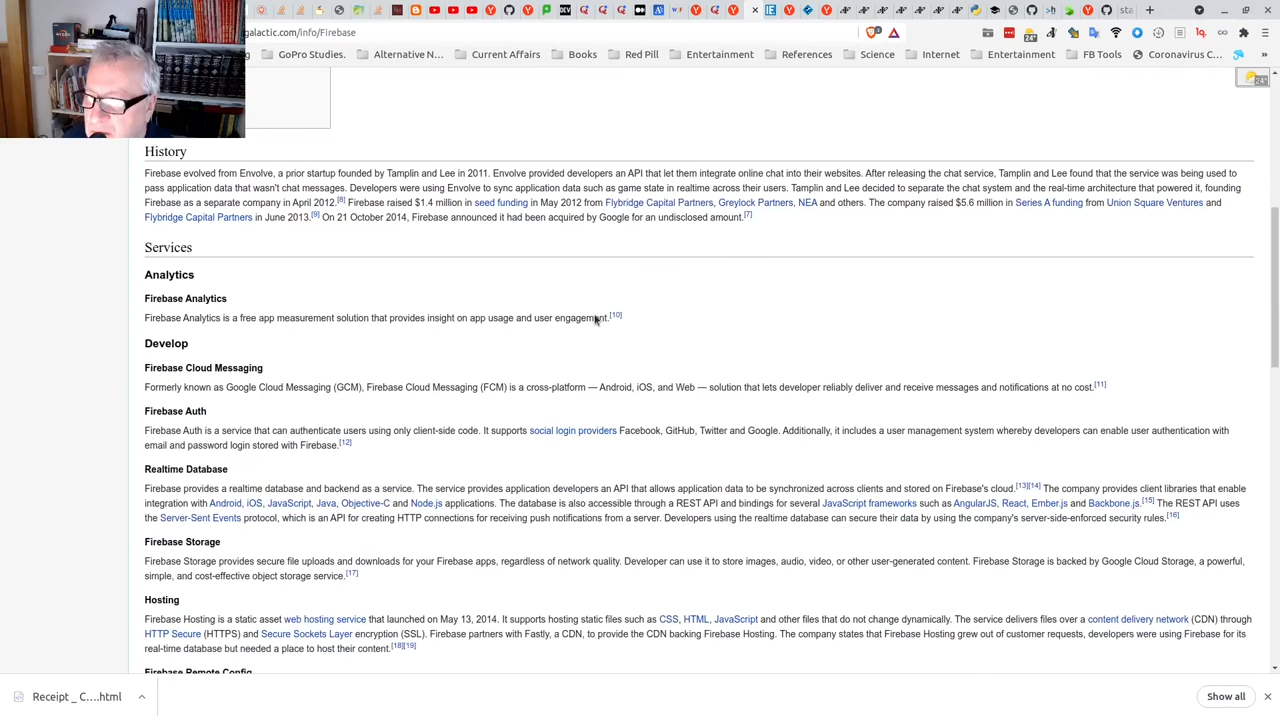 galactic.com/info/Firebase
GoPro Studies.
Alternative N…
Current Affairs
Books
Red Pill
Entertainment
References
Science
Internet
Entertainment
FB Tools
Coronavirus C…
»
24°
History
Firebase evolved from Envolve, a prior startup founded by Tamplin and Lee in 2011. Envolve provided developers an API that let them integrate online chat into their websites. After releasing the chat service, Tamplin and Lee found that the service was being used to
pass application data that wasn't chat messages. Developers were using Envolve to sync application data such as game state in realtime across their users. Tamplin and Lee decided to separate the chat system and the real-time architecture that powered it, founding
Firebase as a separate company in April 2012.[8] Firebase raised $1.4 million in seed funding in May 2012 from Flybridge Capital Partners, Greylock Partners, NEA and others. The company raised $5.6 million in Series A funding from Union Square Ventures and
Flybridge Capital Partners in June 2013.[9] On 21 October 2014, Firebase announced it had been acquired by Google for an undisclosed amount.[7]
Services
Analytics
Firebase Analytics
Firebase Analytics is a free app measurement solution that provides insight on app usage and user engagement.[10]
Develop
Firebase Cloud Messaging
Formerly known as Google Cloud Messaging (GCM), Firebase Cloud Messaging (FCM) is a cross-platform — Android, iOS, and Web — solution that lets developer reliably deliver and receive messages and notifications at no cost.[11]
Firebase Auth
Firebase Auth is a service that can authenticate users using only client-side code. It supports social login providers Facebook, GitHub, Twitter and Google. Additionally, it includes a user management system whereby developers can enable user authentication with
email and password login stored with Firebase.[12]
Realtime Database
Firebase provides a realtime database and backend as a service. The service provides application developers an API that allows application data to be synchronized across clients and stored on Firebase's cloud.[13][14] The company provides client libraries that enable
integration with Android, iOS, JavaScript, Java, Objective-C and Node.js applications. The database is also accessible through a REST API and bindings for several JavaScript frameworks such as AngularJS, React, Ember.js and Backbone.js.[15] The REST API uses
the Server-Sent Events protocol, which is an API for creating HTTP connections for receiving push notifications from a server. Developers using the realtime database can secure their data by using the company's server-side-enforced security rules.[16]
Firebase Storage
Firebase Storage provides secure file uploads and downloads for your Firebase apps, regardless of network quality. Developer can use it to store images, audio, video, or other user-generated content. Firebase Storage is backed by Google Cloud Storage, a powerful,
simple, and cost-effective object storage service.[17]
Hosting
Firebase Hosting is a static asset web hosting service that launched on May 13, 2014. It supports hosting static files such as CSS, HTML, JavaScript and other files that do not change dynamically. The service delivers files over a content delivery network (CDN) through
HTTP Secure (HTTPS) and Secure Sockets Layer encryption (SSL). Firebase partners with Fastly, a CDN, to provide the CDN backing Firebase Hosting. The company states that Firebase Hosting grew out of customer requests, developers were using Firebase for its
real-time database but needed a place to host their content.[18][19]
Firebase Remote Config
Receipt _ C….html
Show all